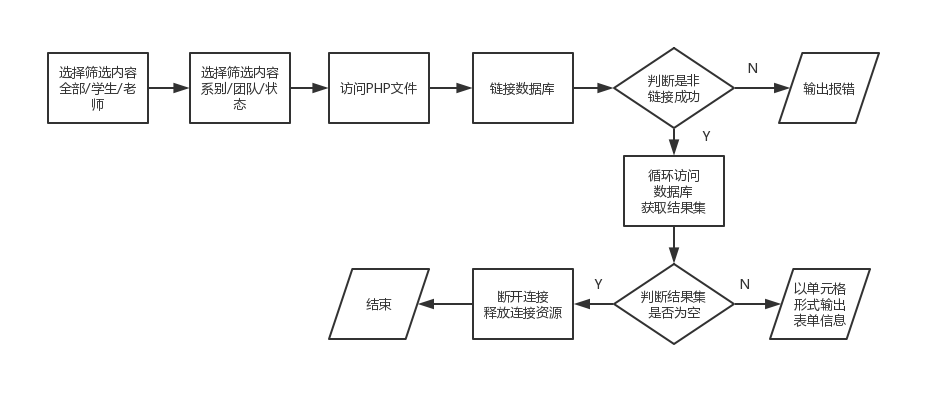 选择筛选内容
全部/学生/老
师
选择筛选内容
系别/团队/状
态
访问PHP文件
链接数据库
判断是非
链接成功
N
输出报错
Y
循环访问
数据库
获取结果集
结束
断开连接
释放连接资源
Y
判断结果集
是否为空
N
以单元格
形式输出
表单信息